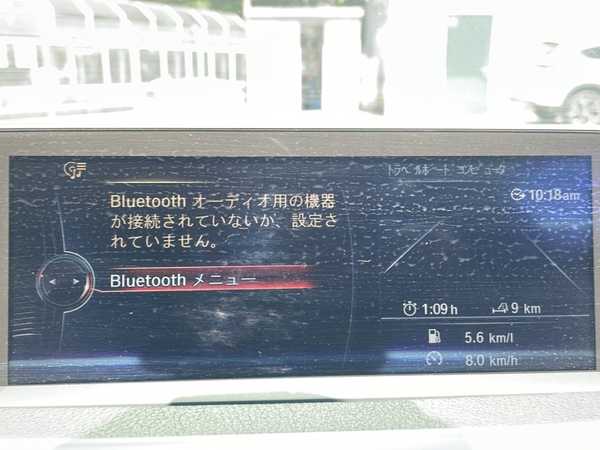 トラベルボード コンピュータ
10:18am
Bluetooth オーディオ用の機器
が接続されていないか、設定さ
れていません。
Bluetooth メニュー
1:09 h
9 km
5.6 km/l
8.0 km/h